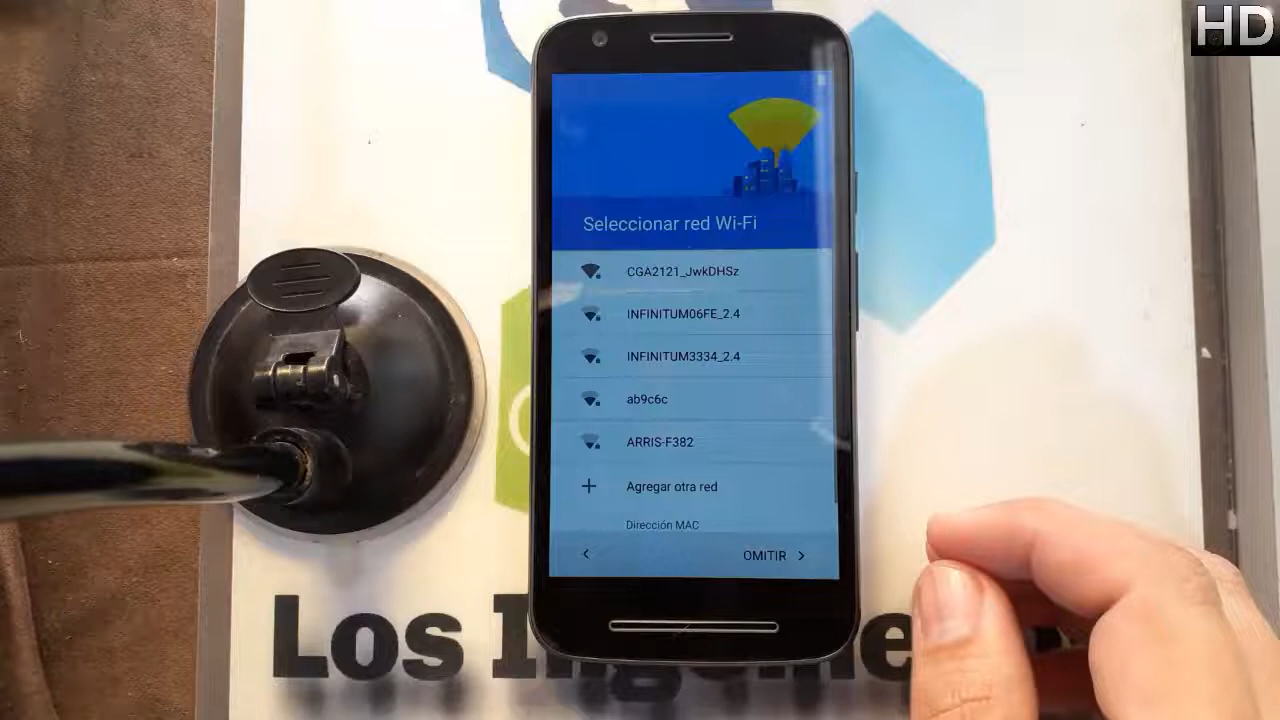 HD
Seleccionar red Wi-Fi
CGA2121_JwkDHSz
INFINITUM06FE_2.4
INFINITUM3334_2.4
ab9c6c
ARRIS-F382
Agregar otra red
Dirección MAC
OMITIR
Los